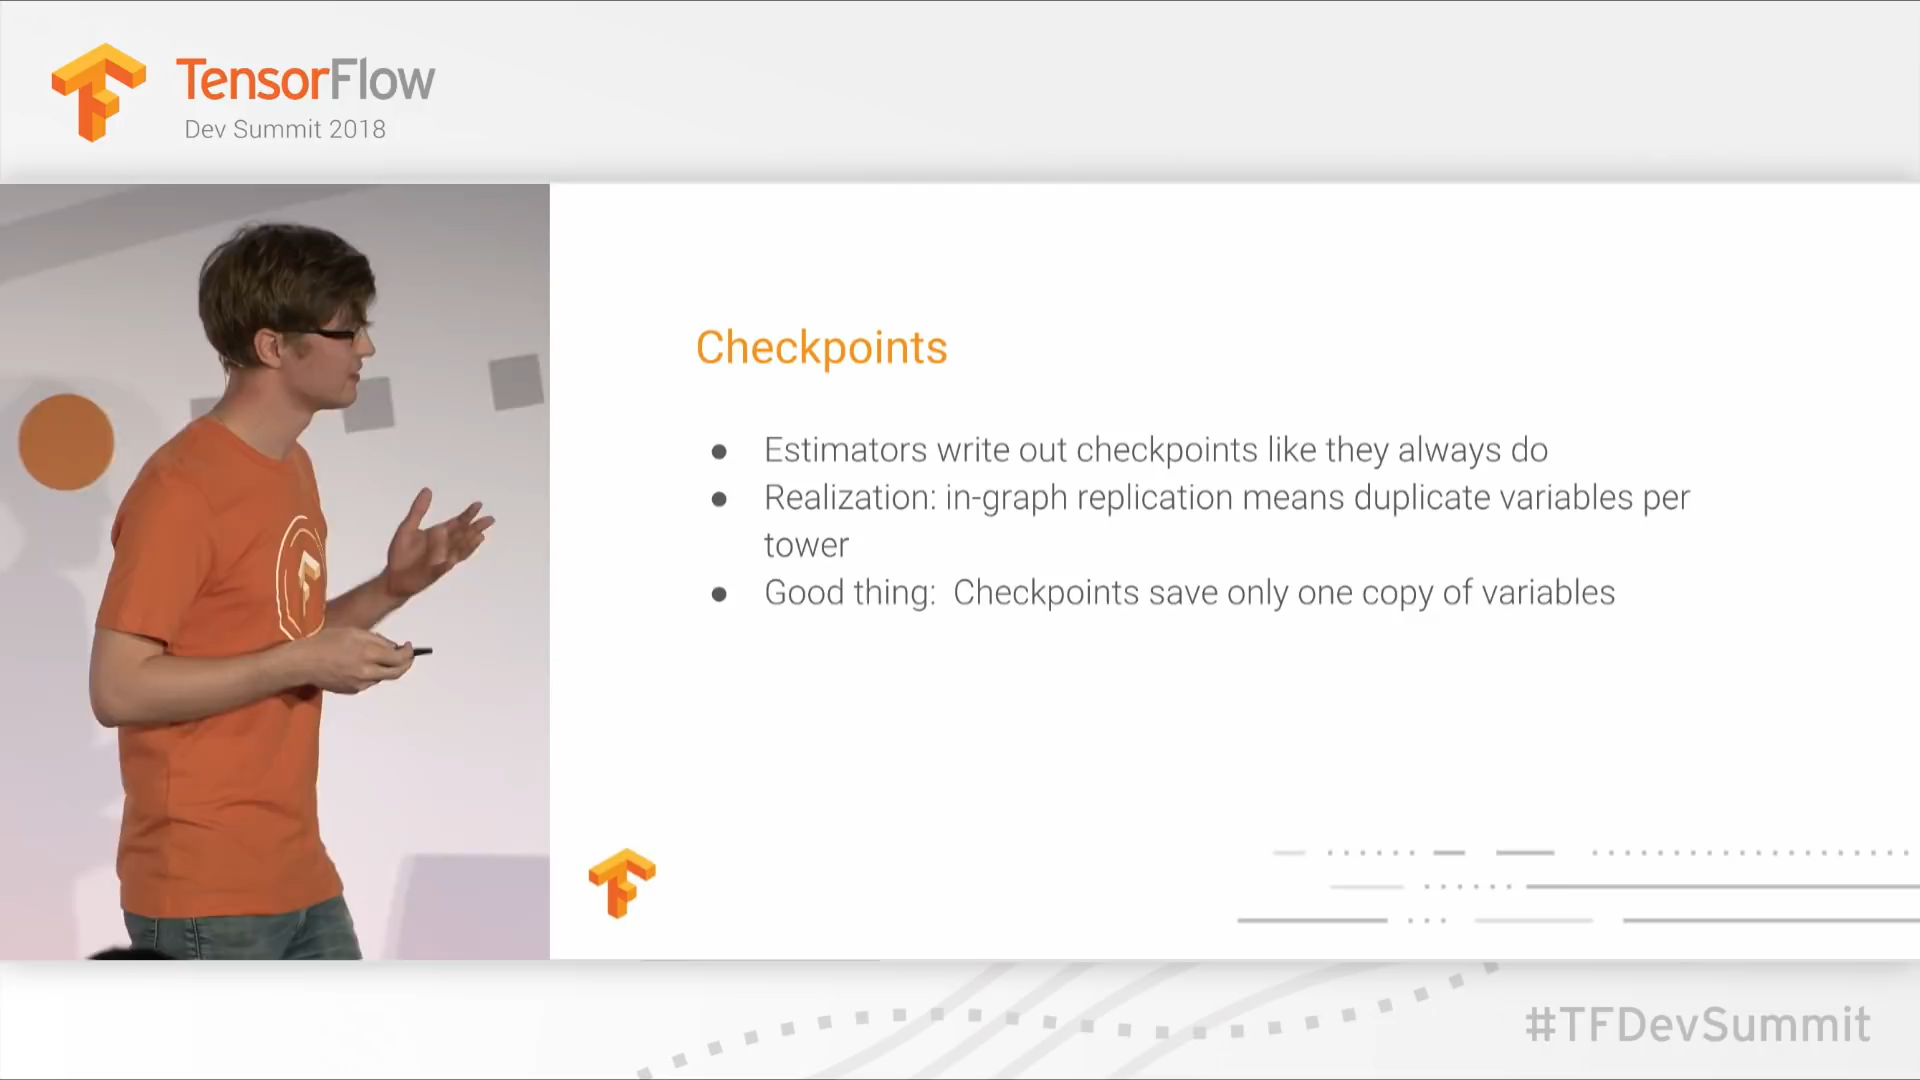 TensorFlow
Dev Summit 2018
Checkpoints
● Estimators write out checkpoints like they always do
● Realization: in-graph replication means duplicate variables per
tower
● Good thing:  Checkpoints save only one copy of variables
#TFDevSummit